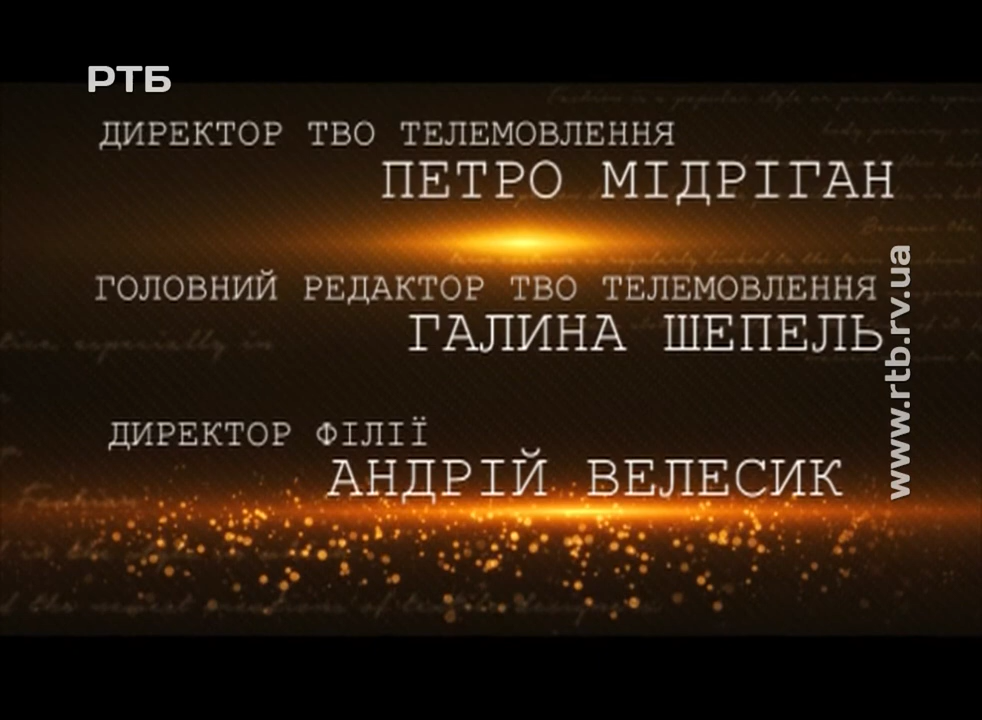 РТБ
ДИРЕКТОР ТВО ТЕЛЕМОВЛЕННЯ
ПЕТРО МІДРІГАН
ГОЛОВНИЙ РЕДАКТОР ТВО ТЕЛЕМОВЛЕННЯ
ГАЛИНА ШЕПЕЛЬ
ДИРЕКТОР ФІЛІЇ
АНДРІЙ ВЕЛЕСИК
www.rtb.rv.ua